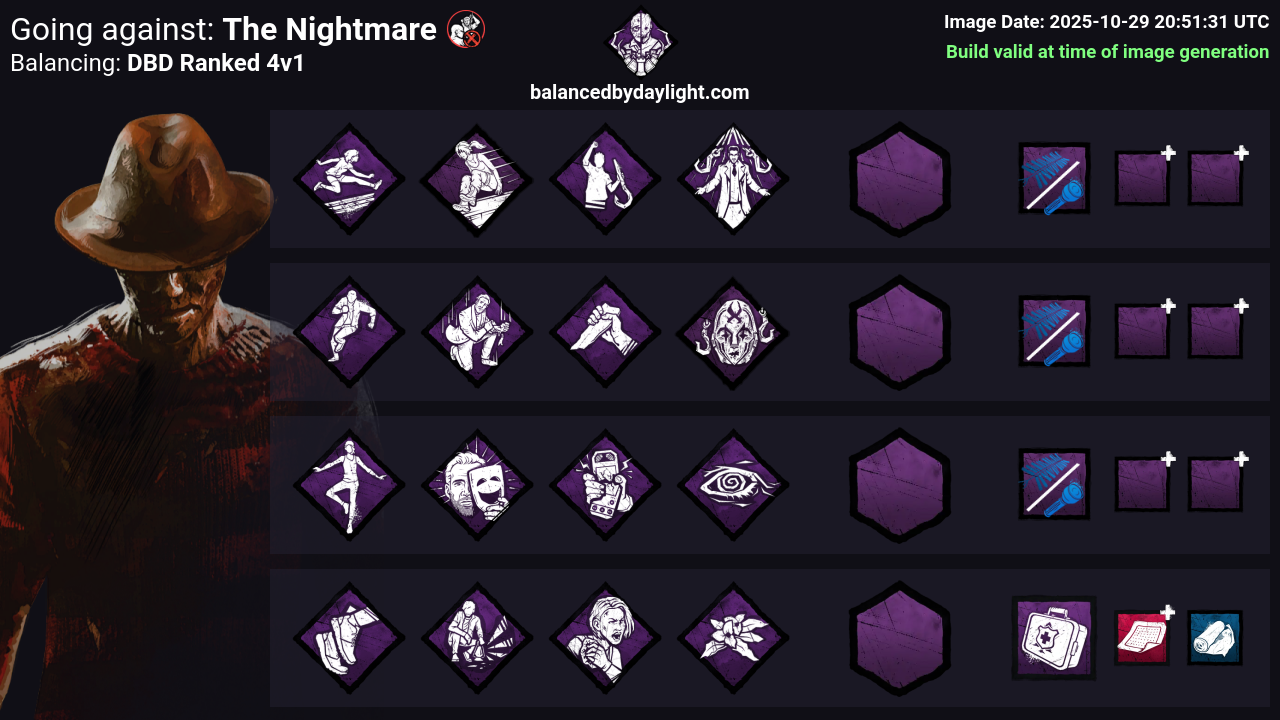 Going against: The Nightmare
Balancing: DBD Ranked 4v1
balancedbydaylight.com
Image Date: 2025-10-29 20:51:31 UTC
Build valid at time of image generation